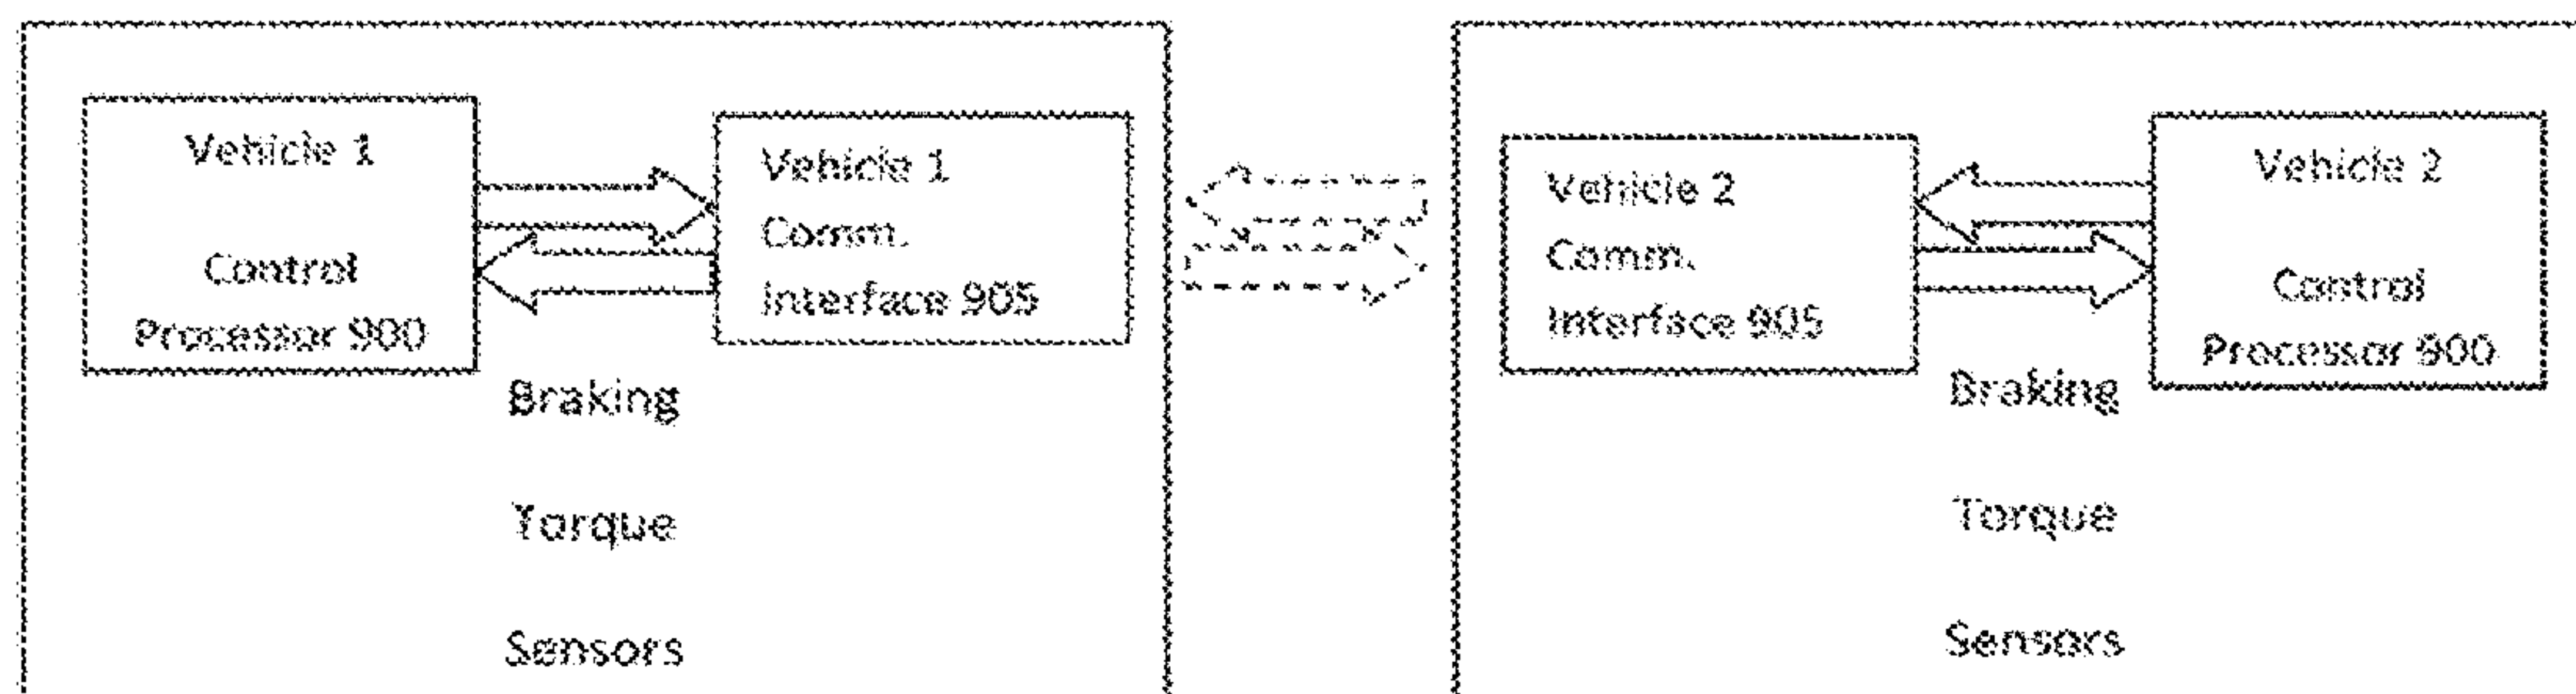 Vehicle 1
Control
Processor 900
Vehicle 1
Comm.
Interface 905
Braking
Torque
Sensors
Vehicle 2
Comm.
Interface 905
Vehicle 2
Control
Processor 900
Braking
Torque
Sensors